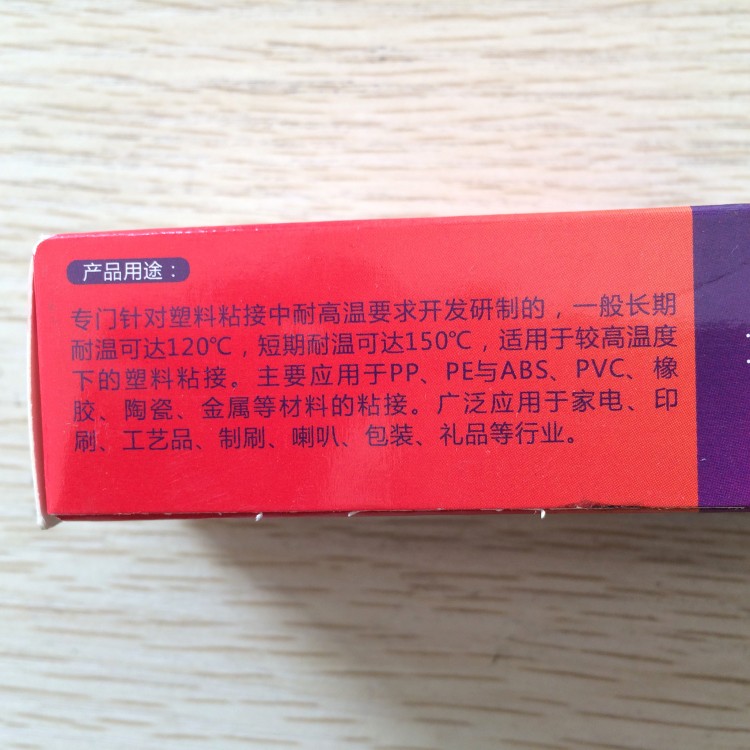 产品用途：
专门针对塑料粘接中耐高温要求开发研制的，一般长期
耐温可达120℃，短期耐温可达150℃，适用于较高温度
下的塑料粘接。主要应用于PP、PE与ABS、PVC、橡
胶、陶瓷、金属等材料的粘接。广泛应用于家电、印
刷、工艺品、制刷、喇叭、包装、礼品等行业。